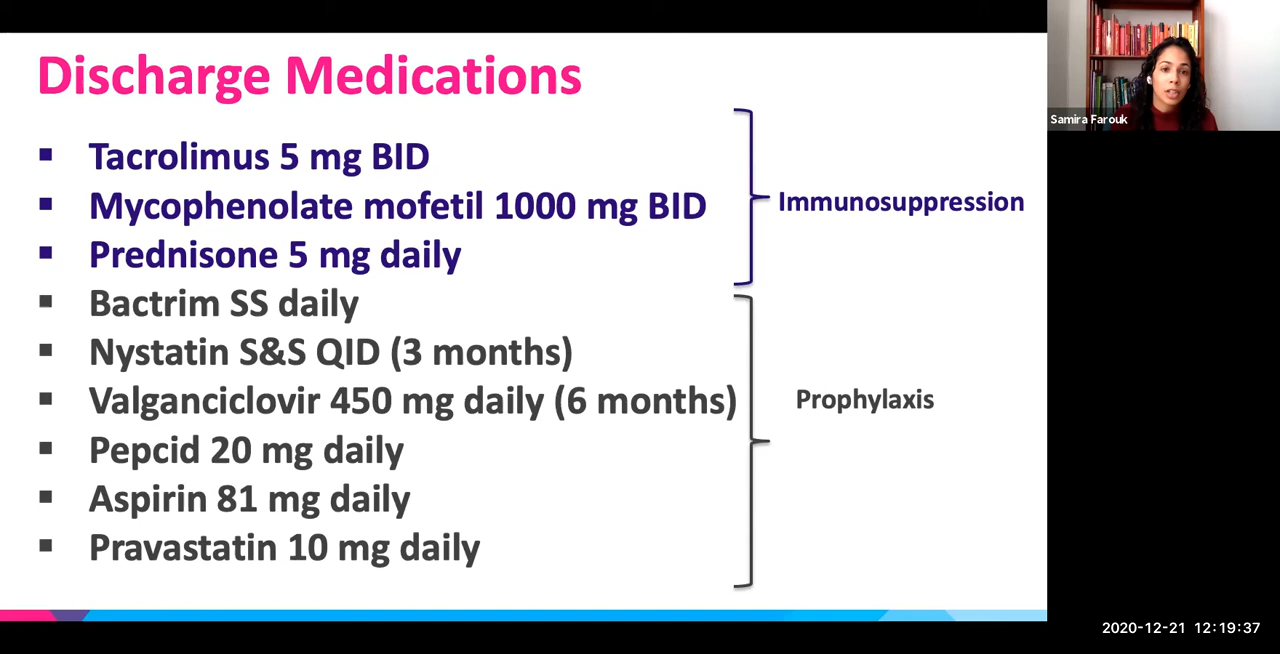 Discharge Medications
Tacrolimus 5 mg BID
Mycophenolate mofetil 1000 mg BID
Prednisone 5 mg daily
Immunosuppression
Bactrim SS daily
Nystatin S&S QID (3 months)
Valganciclovir 450 mg daily (6 months)
Pepcid 20 mg daily
Aspirin 81 mg daily
Pravastatin 10 mg daily
Prophylaxis
Samira Farouk
2020-12-21 12:19:37